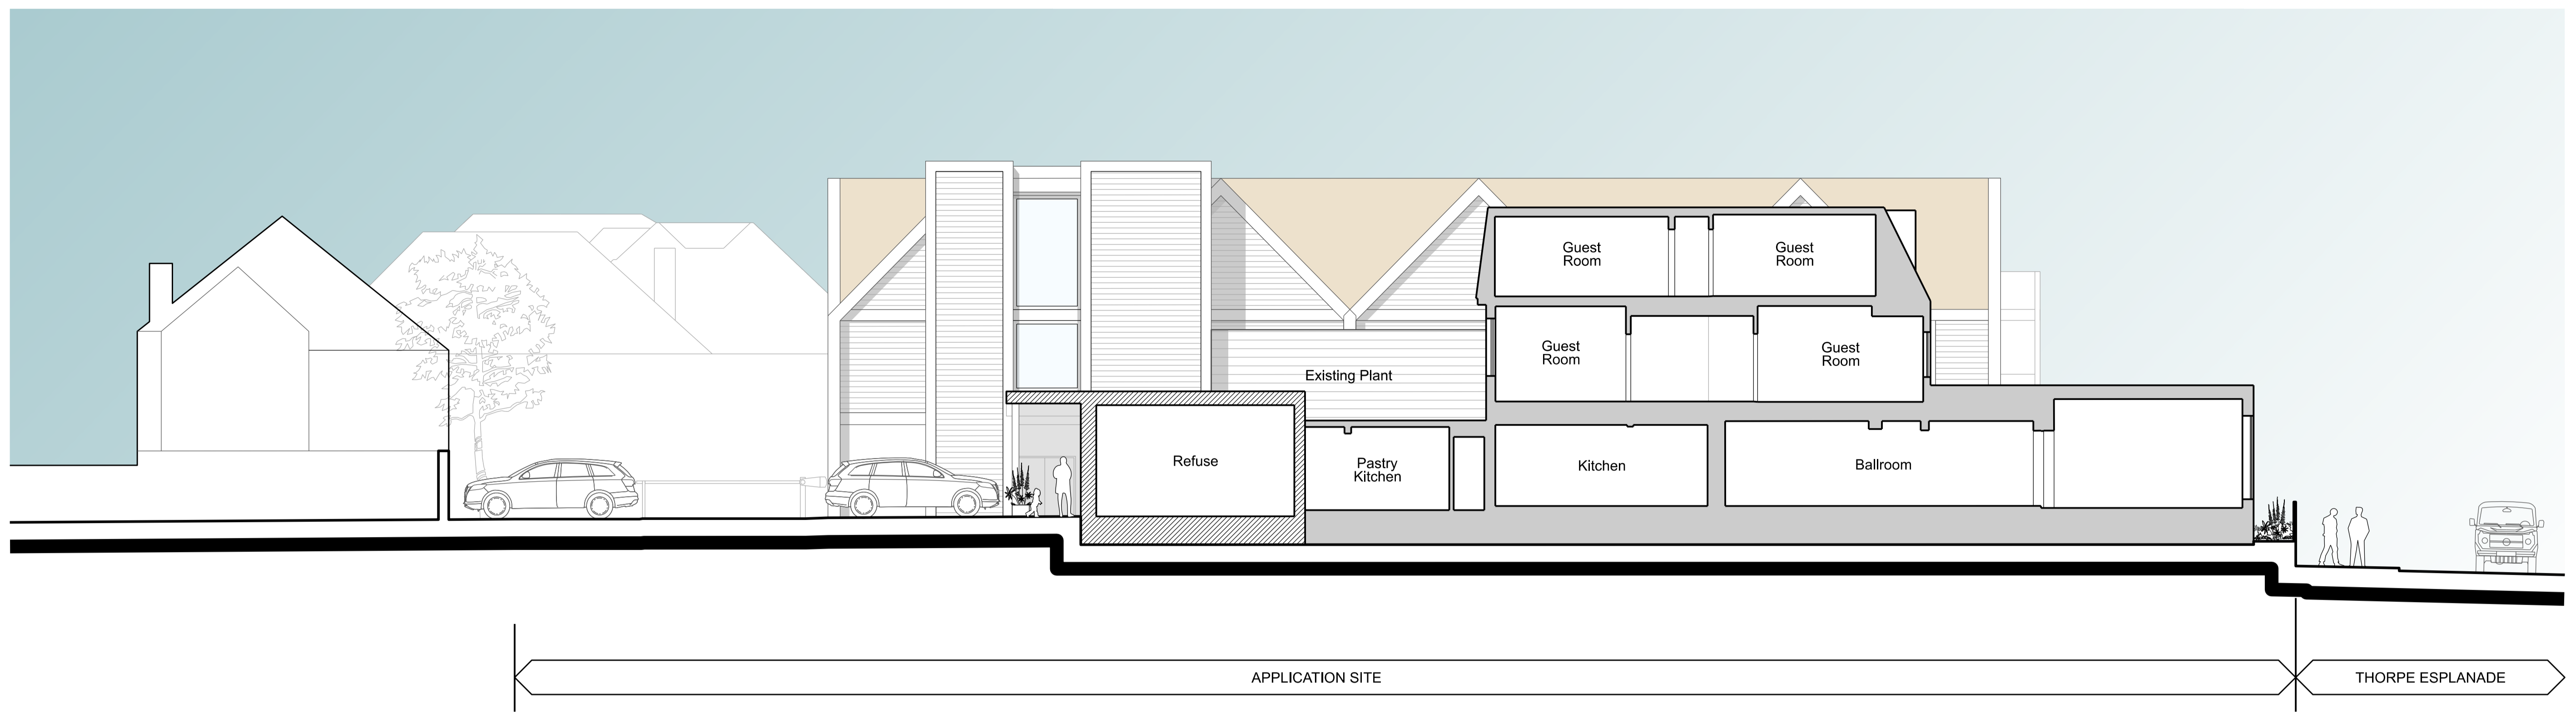 Guest
Room
Guest
Room
Guest
Room
Guest
Room
Existing Plant
Refuse
Pastry
Kitchen
Kitchen
Ballroom
APPLICATION SITE
THORPE ESPLANADE